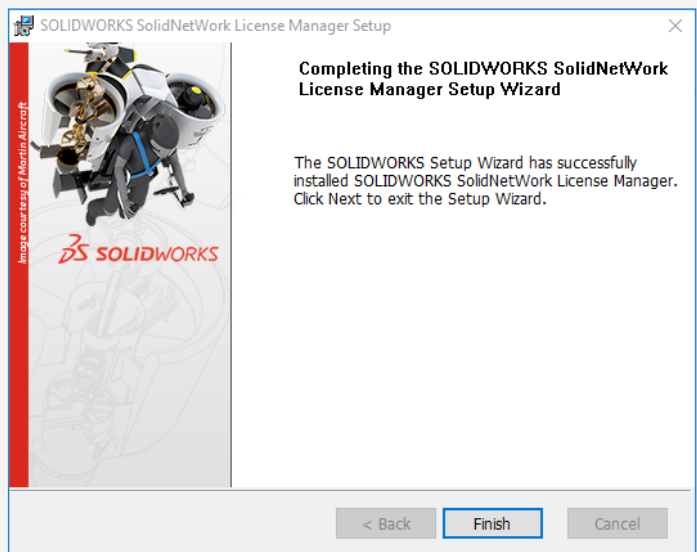 SOLIDWORKS SolidNetWork License Manager Setup
Completing the SOLIDWORKS SolidNetWork
License Manager Setup Wizard
The SOLIDWORKS Setup Wizard has successfully
installed SOLIDWORKS SolidNetWork License Manager.
Click Next to exit the Setup Wizard.
Image courtesy of Martin Aircraft
3S SOLIDWORKS
< Back
Finish
Cancel